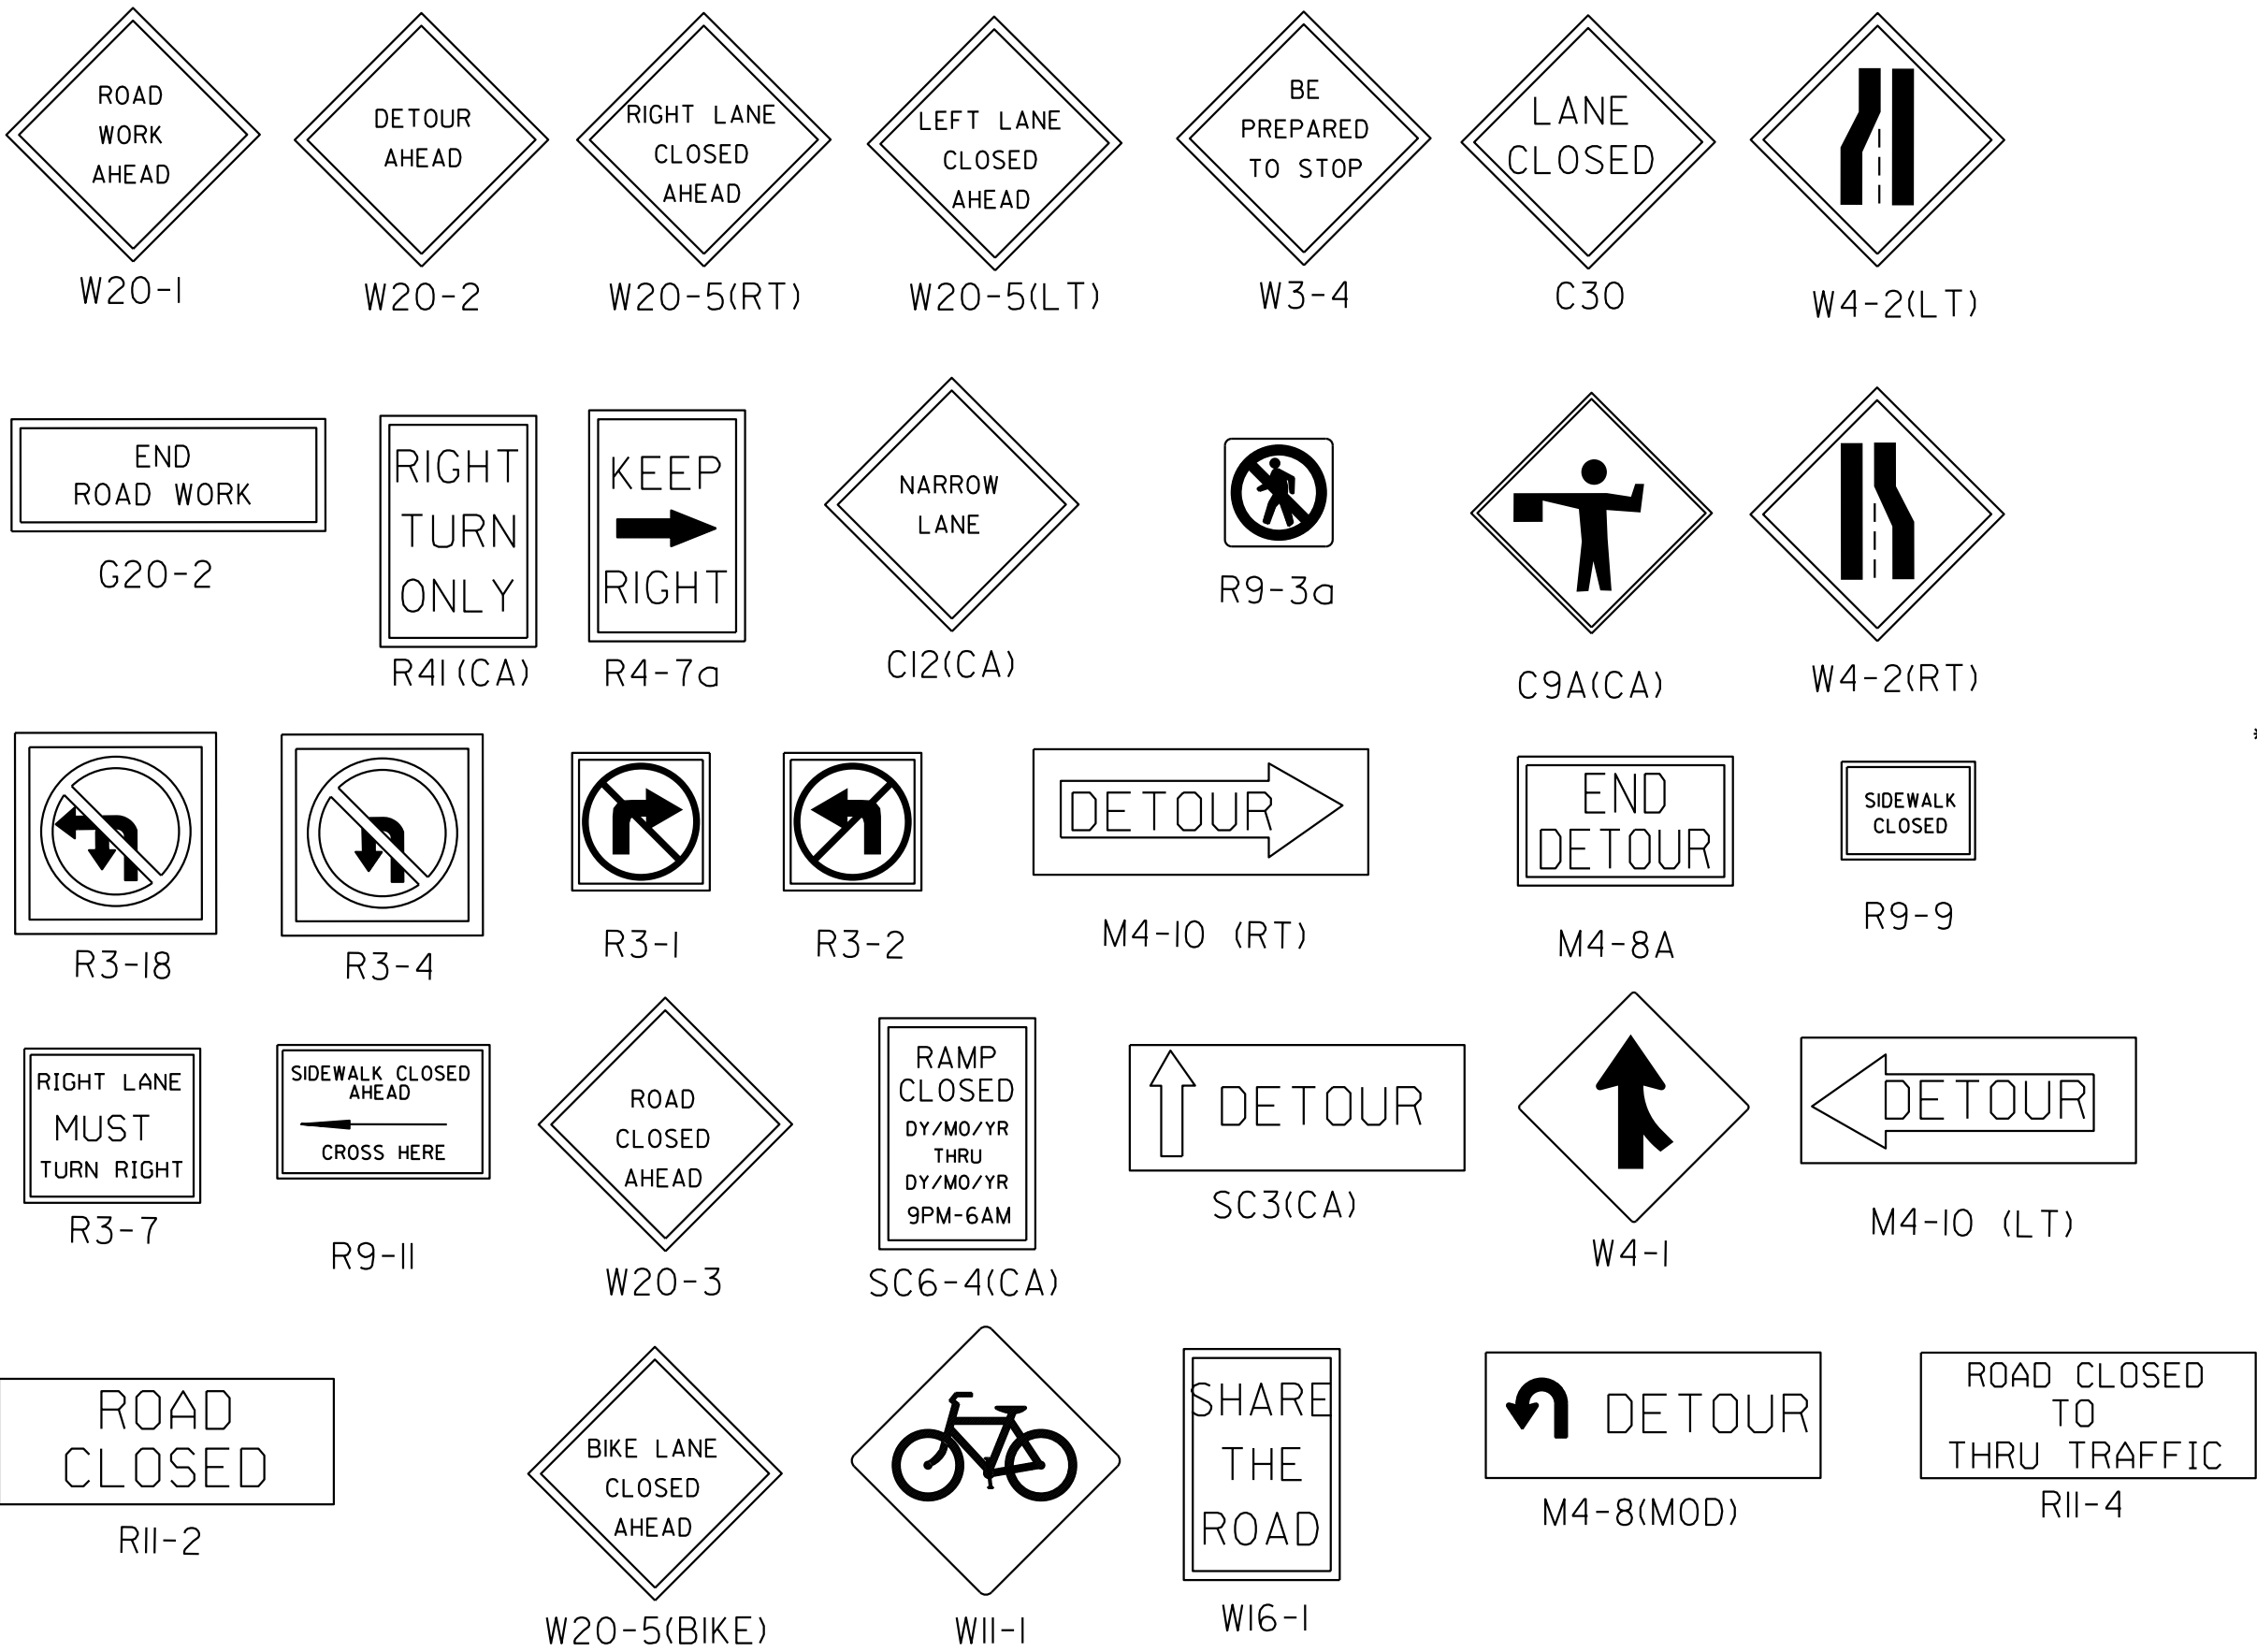 ROAD
WORK
AHEAD
W20-1
DETOUR
AHEAD
W20-2
RIGHT LANE
CLOSED
AHEAD
W20-5(RT)
LEFT LANE
CLOSED
AHEAD
W20-5(LT)
BE
PREPARED
TO STOP
W3-4
LANE
CLOSED
C30
W4-2(LT)
END
ROAD WORK
G20-2
RIGHT
TURN
ONLY
R41(CA)
KEEP
RIGHT
R4-7a
NARROW
LANE
C12(CA)
R9-3a
C9A(CA)
W4-2(RT)
R3-18
R3-4
R3-1
R3-2
DETOUR
M4-10 (RT)
END
DETOUR
M4-8A
SIDEWALK
CLOSED
R9-9
*
RIGHT LANE
MUST
TURN RIGHT
R3-7
SIDEWALK CLOSED
AHEAD
CROSS HERE
R9-11
ROAD
CLOSED
AHEAD
W20-3
RAMP
CLOSED
DY/MO/YR
THRU
DY/MO/YR
9PM-6AM
SC6-4(CA)
DETOUR
SC3(CA)
W4-1
DETOUR
M4-10 (LT)
ROAD
CLOSED
R11-2
BIKE LANE
CLOSED
AHEAD
W20-5(BIKE)
W11-1
SHARE
THE
ROAD
W16-1
DETOUR
M4-8(MOD)
ROAD CLOSED
TO
THRU TRAFFIC
R11-4